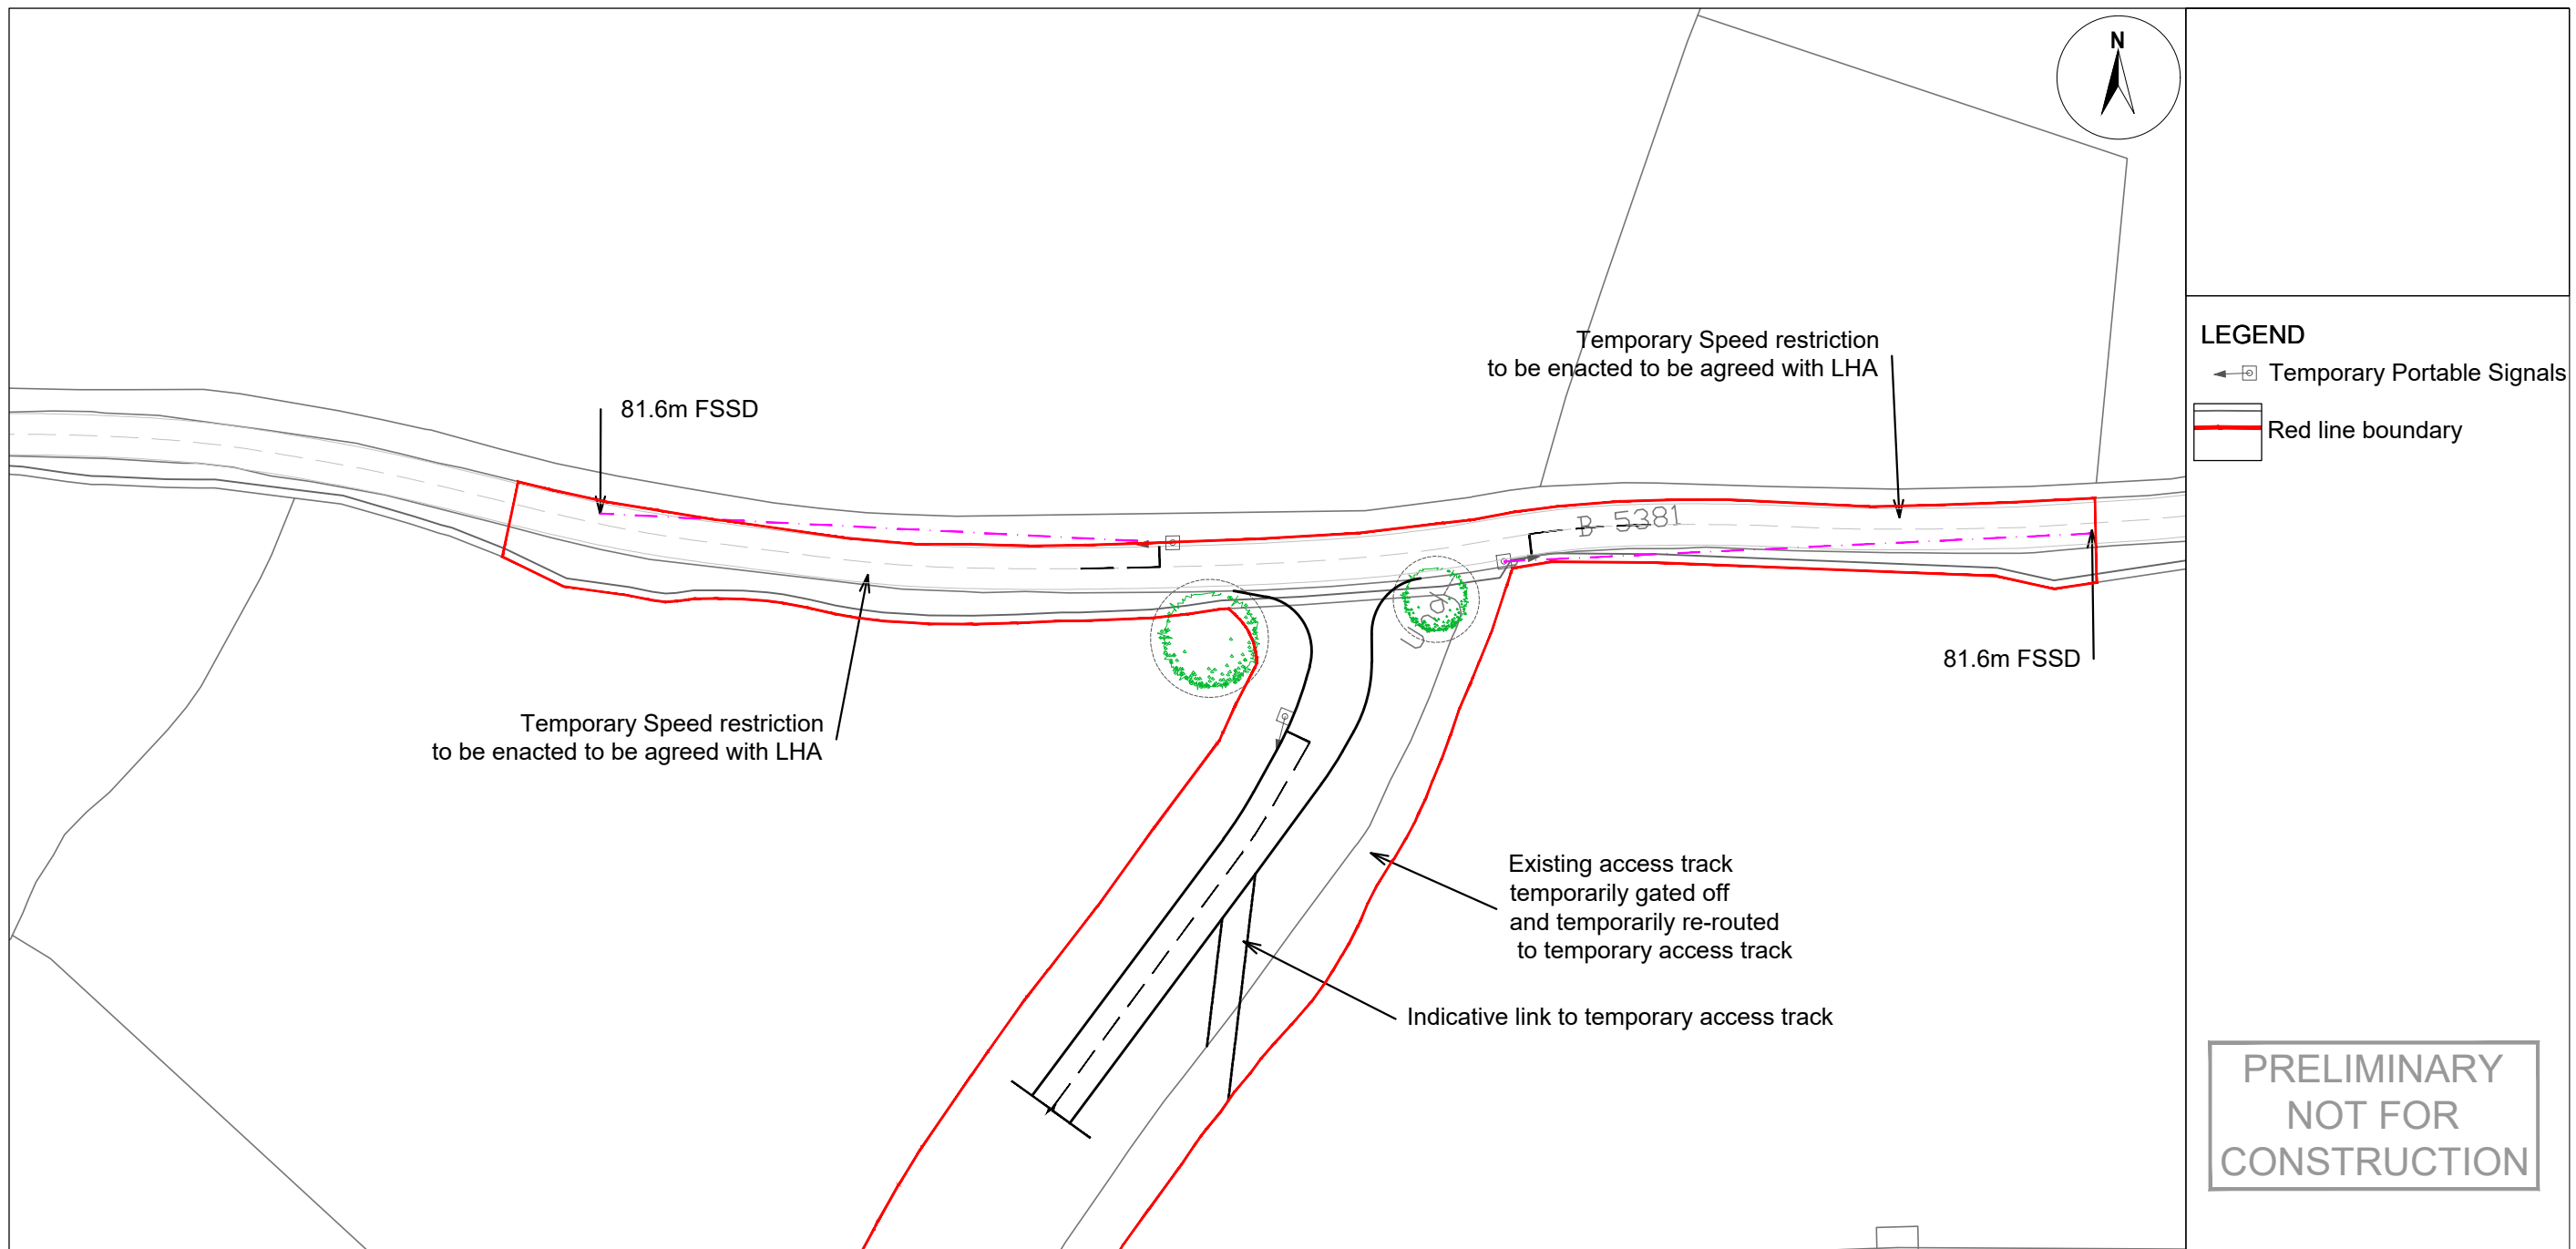 N
Temporary Speed restriction
to be enacted to be agreed with LHA
81.6m FSSD
B 5381
81.6m FSSD
Temporary Speed restriction
to be enacted to be agreed with LHA
Existing access track
temporarily gated off
and temporarily re-routed
to temporary access track
Indicative link to temporary access track
LEGEND
Temporary Portable Signals
Red line boundary
PRELIMINARY
NOT FOR
CONSTRUCTION